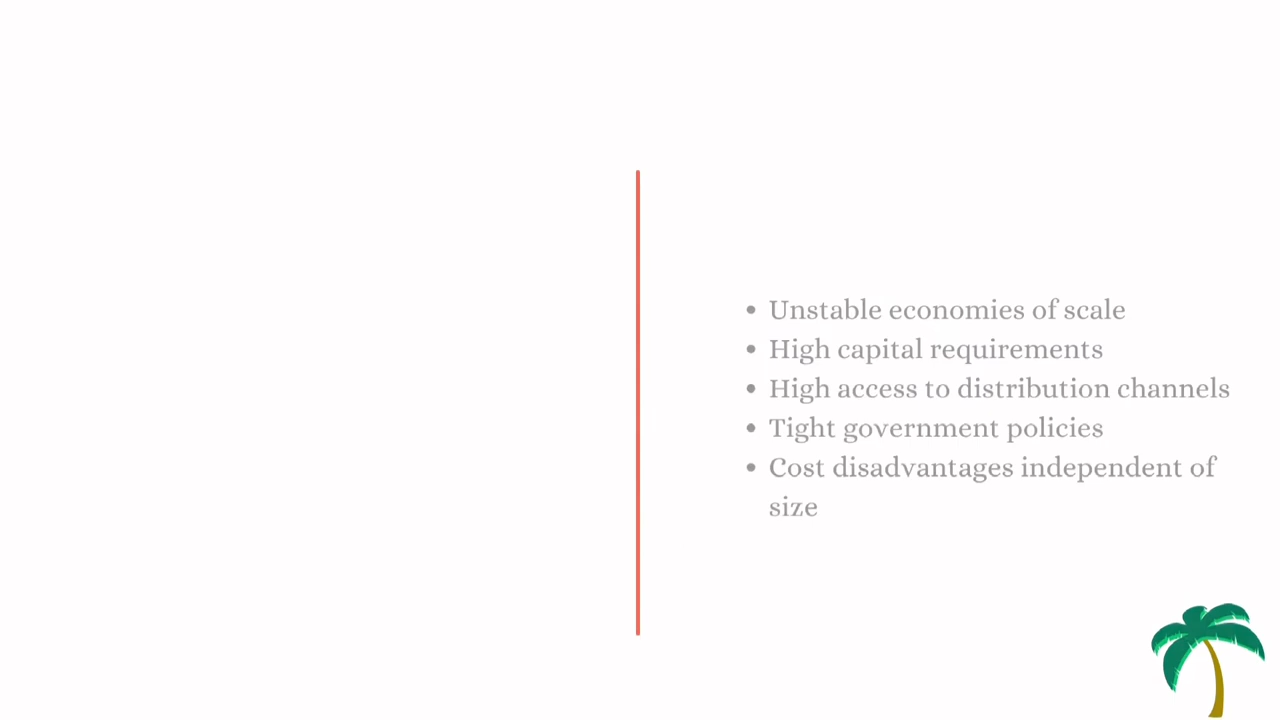 • Unstable economies of scale
• High capital requirements
• High access to distribution channels
• Tight government policies
• Cost disadvantages independent of
size